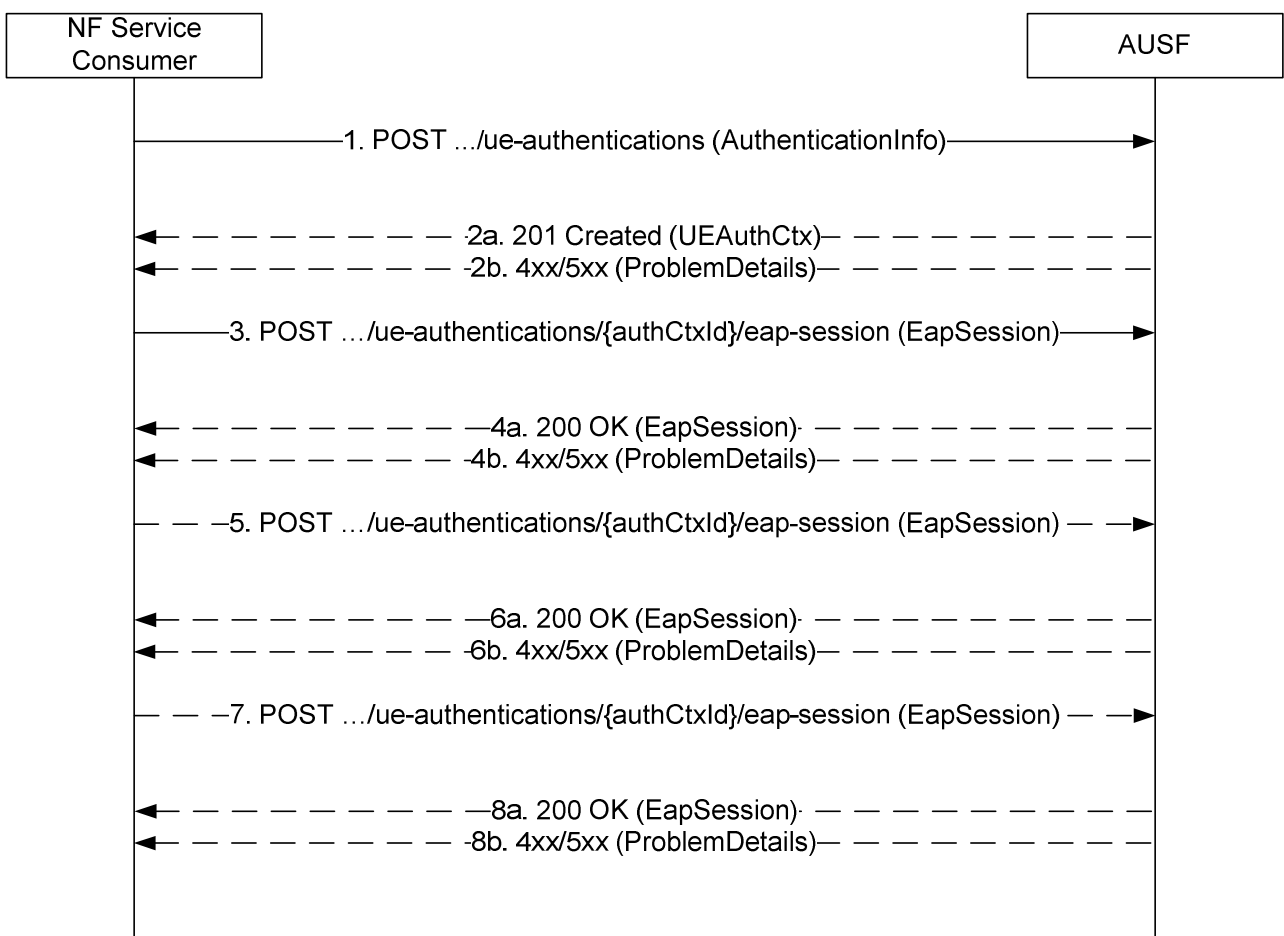 NF Service
Consumer
AUSF
1. POST .../ue-authentications (AuthenticationInfo)
2a. 201 Created (UEAuthCtx)
2b. 4xx/5xx (ProblemDetails)
3. POST .../ue-authentications/{authCtxId}/eap-session (EapSession)
4a. 200 OK (EapSession)
4b. 4xx/5xx (ProblemDetails)
5. POST .../ue-authentications/{authCtxId}/eap-session (EapSession)
6a. 200 OK (EapSession)
6b. 4xx/5xx (ProblemDetails)
7. POST .../ue-authentications/{authCtxId}/eap-session (EapSession)
8a. 200 OK (EapSession)
8b. 4xx/5xx (ProblemDetails)